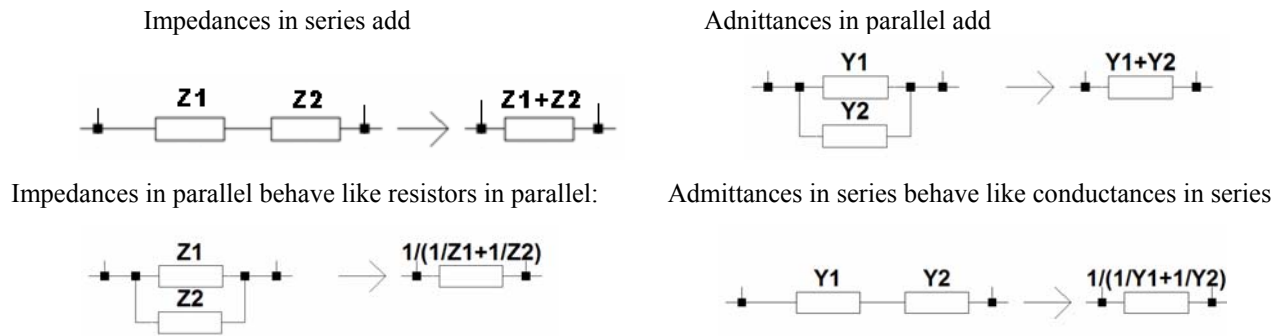 Impedances in series add
Adnittances in parallel add
Z1 Z2 Z1+Z2
Y1 Y1+Y2
Y2
Impedances in parallel behave like resistors in parallel:
Admittances in series behave like conductances in series
Z1 1/(1/Z1+1/Z2)
Z2
Y1 Y2 1/(1/Y1+1/Y2)